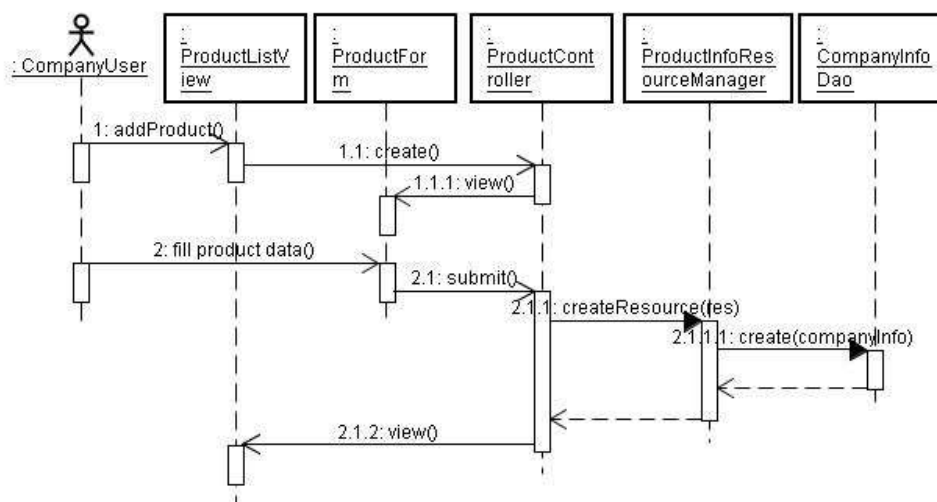 : CompanyUser
:
ProductListV
iew
:
ProductFor
m
:
ProductCont
roller
:
ProductInfoRes
ourceManager
:
CompanyInfo
Dao
1: addProduct()
1.1: create()
1.1.1: view()
2: fill product data()
2.1: submit()
2.1.1: createResource(res)
2.1.1.1: create(companyInfo)
2.1.2: view()